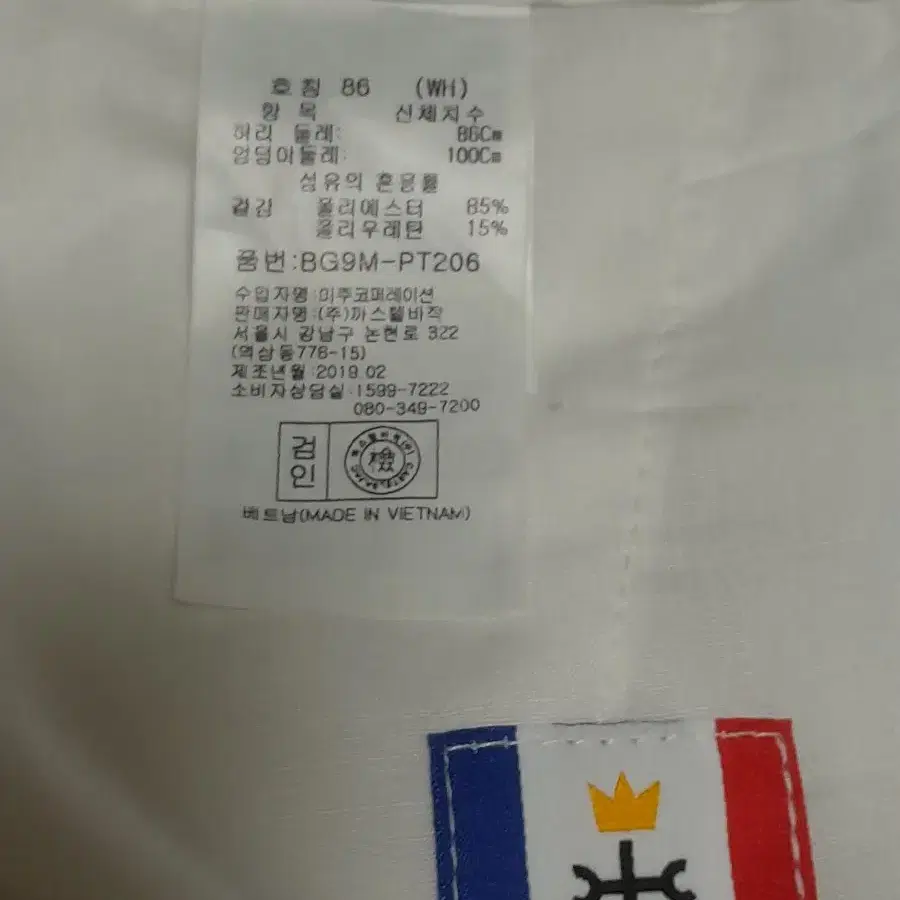 호칭 86 (WH)
항 목 신체치수
허리 둘레: 86Cm
엉덩이둘레: 100Cm
섬유의 혼용률
겉감 폴리에스터 85%
폴리우레탄 15%
품번:BG9M-PT206
수입자명:미주코퍼레이션
판매자명:(주)까스텔바작
서울시 강남구 논현로 322
(역삼동778-15)
제조년월:2019.02
소비자상담실:1599-7222
080-349-7200
검인
檢
베트남(MADE IN VIETNAM)